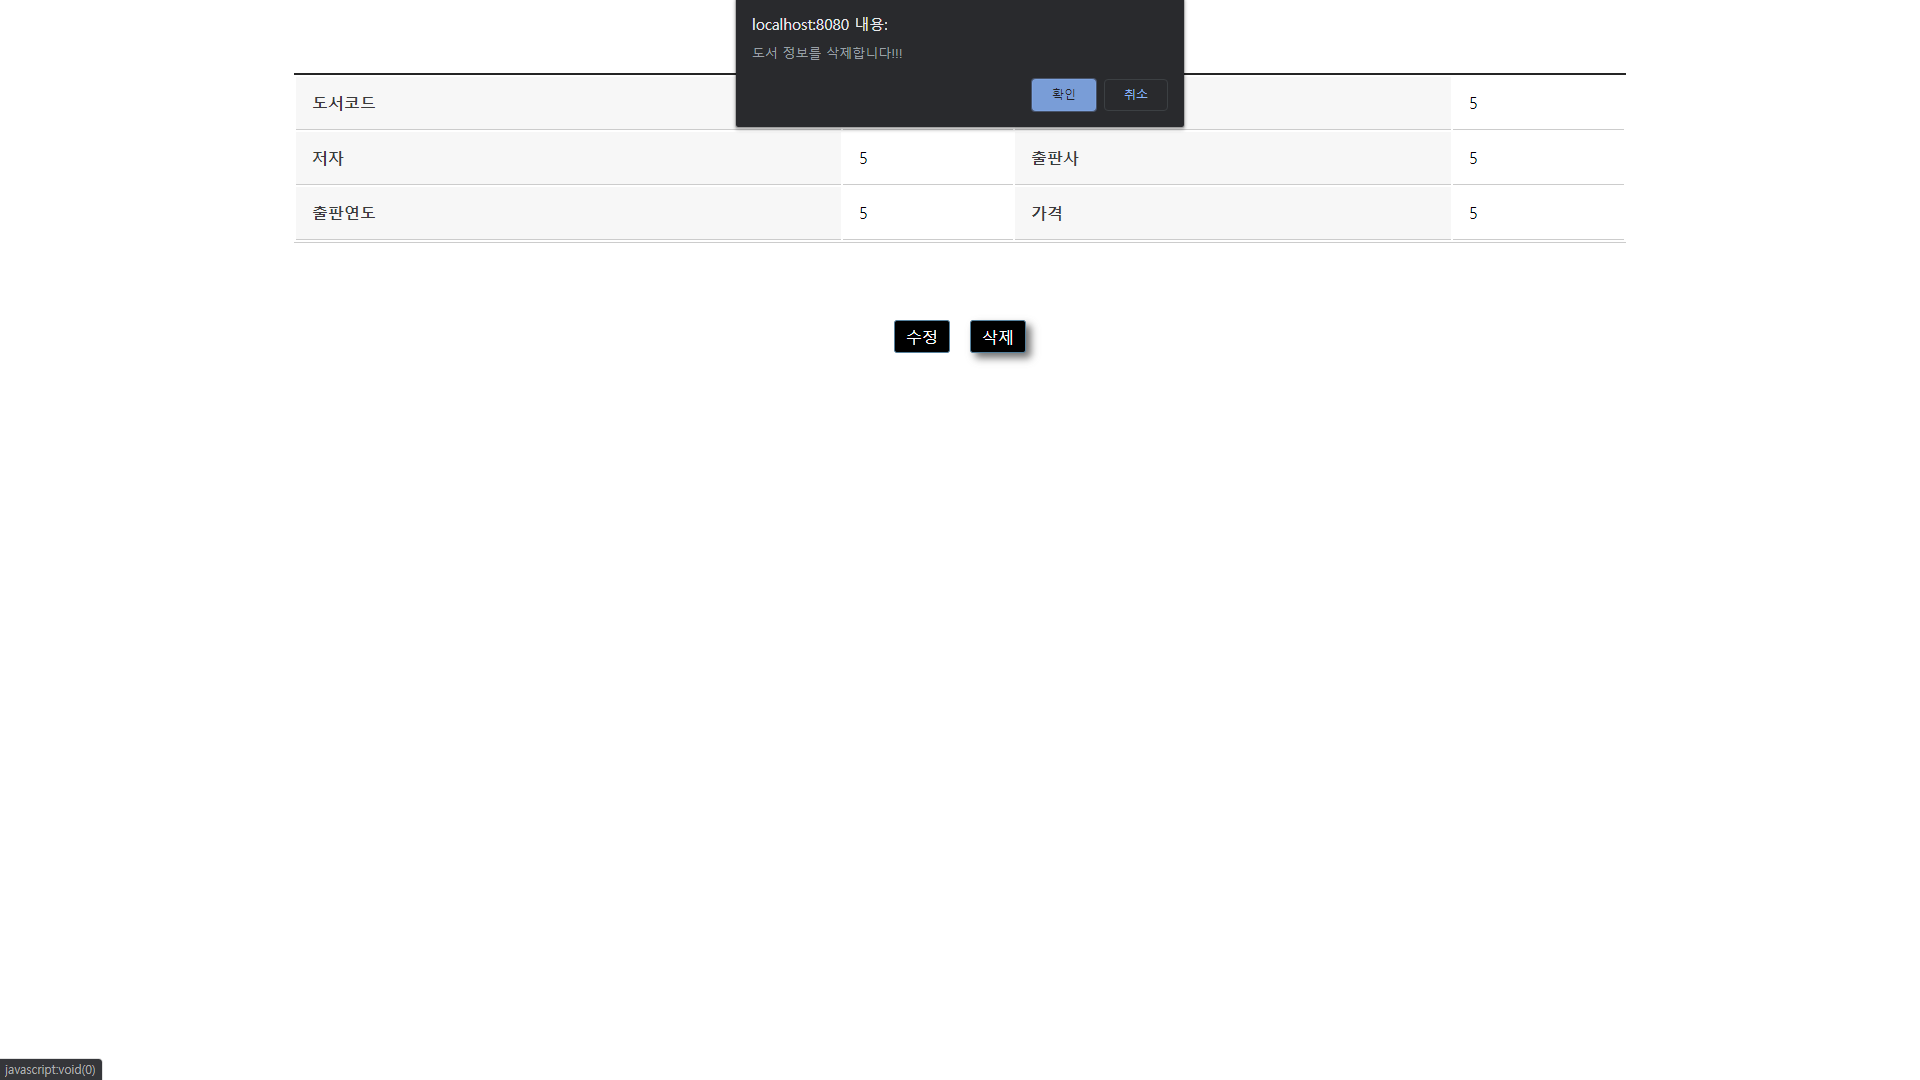 localhost:8080 내용:
도서 정보를 삭제합니다!!!
확인 취소
도서코드 5
저자 5 출판사 5
출판연도 5 가격 5
수정 삭제
javascript:void(0)